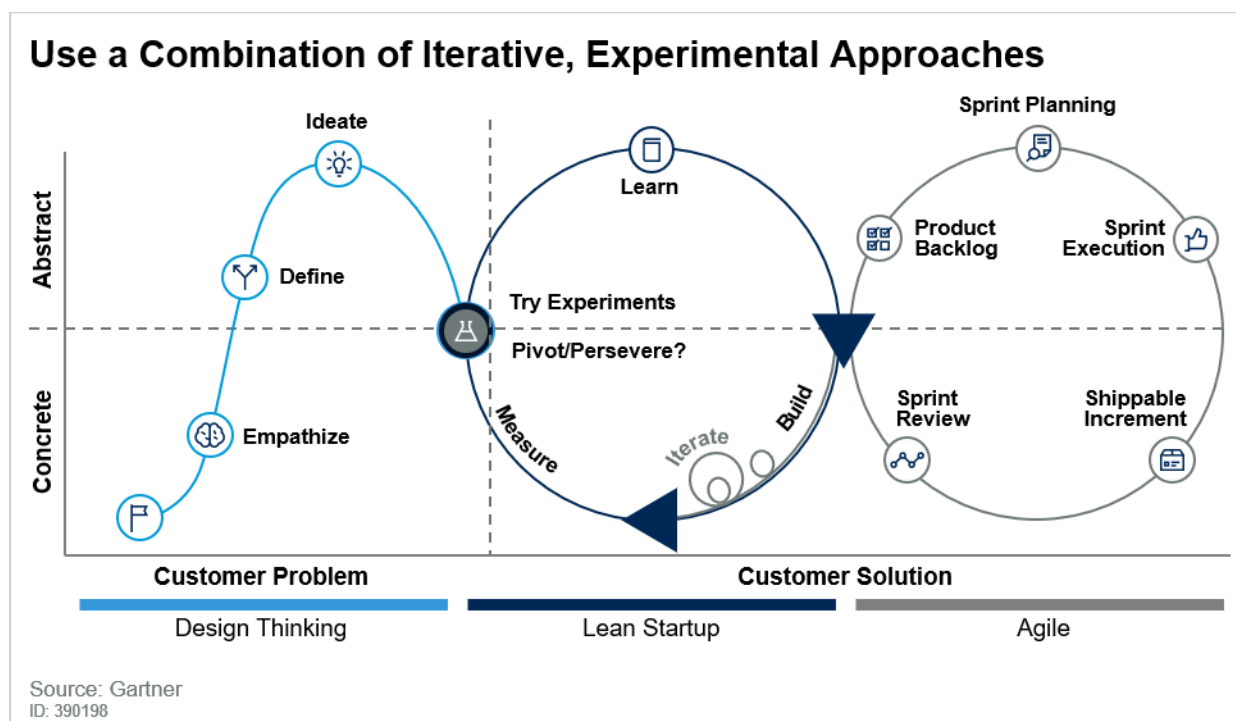 Use a Combination of Iterative, Experimental Approaches
Ideate
Sprint Planning
Learn
Abstract
Product
Backlog
Sprint
Execution
Define
Try Experiments
Pivot/Persevere?
Concrete
Empathize
Measure
Iterate
Build
Sprint
Review
Shippable
Increment
Customer Problem
Customer Solution
Design Thinking
Lean Startup
Agile
Source: Gartner
ID: 390198